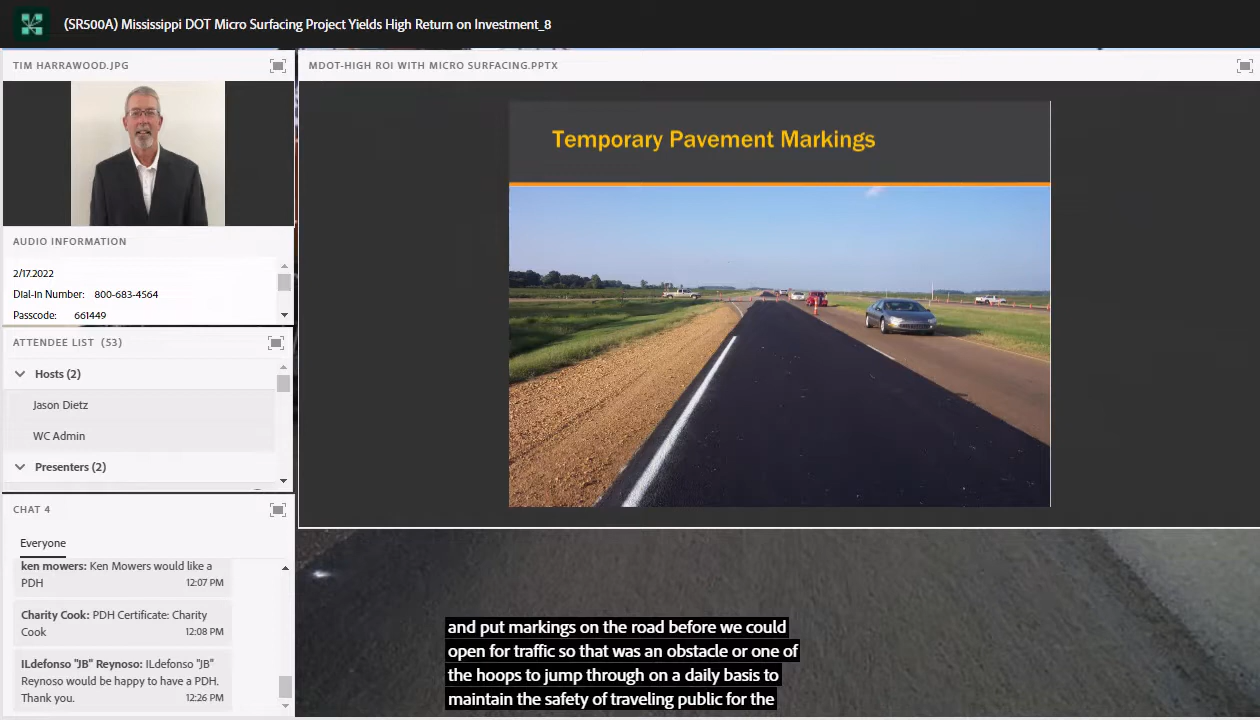 (SR500A) Mississippi DOT Micro Surfacing Project Yields High Return on Investment_8
TIM HARRAWOOD.JPG
MDOT-HIGH ROI WITH MICRO SURFACING.PPTX
Temporary Pavement Markings
AUDIO INFORMATION
2/17.2022
Dial-In Number: 800-683-4564
Passcode: 661449
ATTENDEE LIST (53)
Hosts (2)
Jason Dietz
WC Admin
Presenters (2)
CHAT 4
Everyone
ken mowers: Ken Mowers would like a
PDH
12:07 PM
Charity Cook: PDH Certificate: Charity
Cook
12:08 PM
ILdefonso "JB" Reynoso: ILdefonso "JB"
Reynoso would be happy to have a PDH.
Thank you.
12:26 PM
and put markings on the road before we could
open for traffic so that was an obstacle or one of
the hoops to jump through on a daily basis to
maintain the safety of traveling public for the